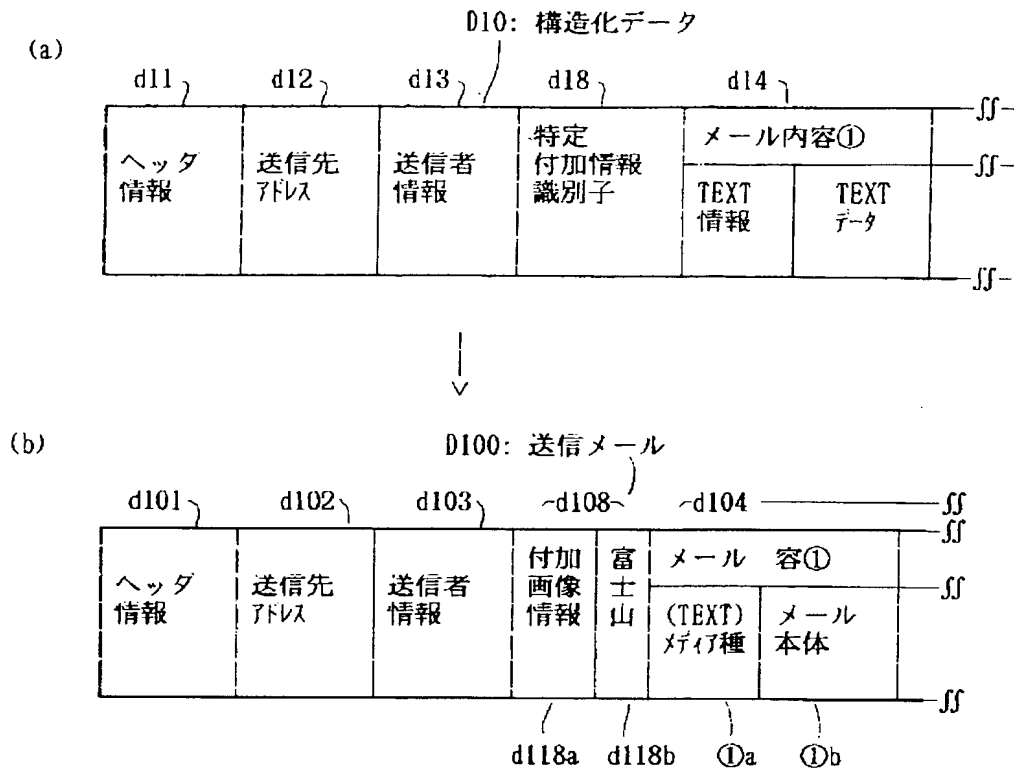 D10: 構造化データ
(a)
d11 d12 d13 d18 d14
ヘッダ
情報
送信先
アドレス
送信者
情報
特定
付加情報
識別子
メール内容①
TEXT
情報
TEXT
データ
(b)
D100: 送信メール
d101 d102 d103 d108 d104
ヘッダ
情報
送信先
アドレス
送信者
情報
付加
画像
情報
富
士
山
メール 容①
(TEXT)
メディア種
メール
本体
d118a d118b ①a ①b